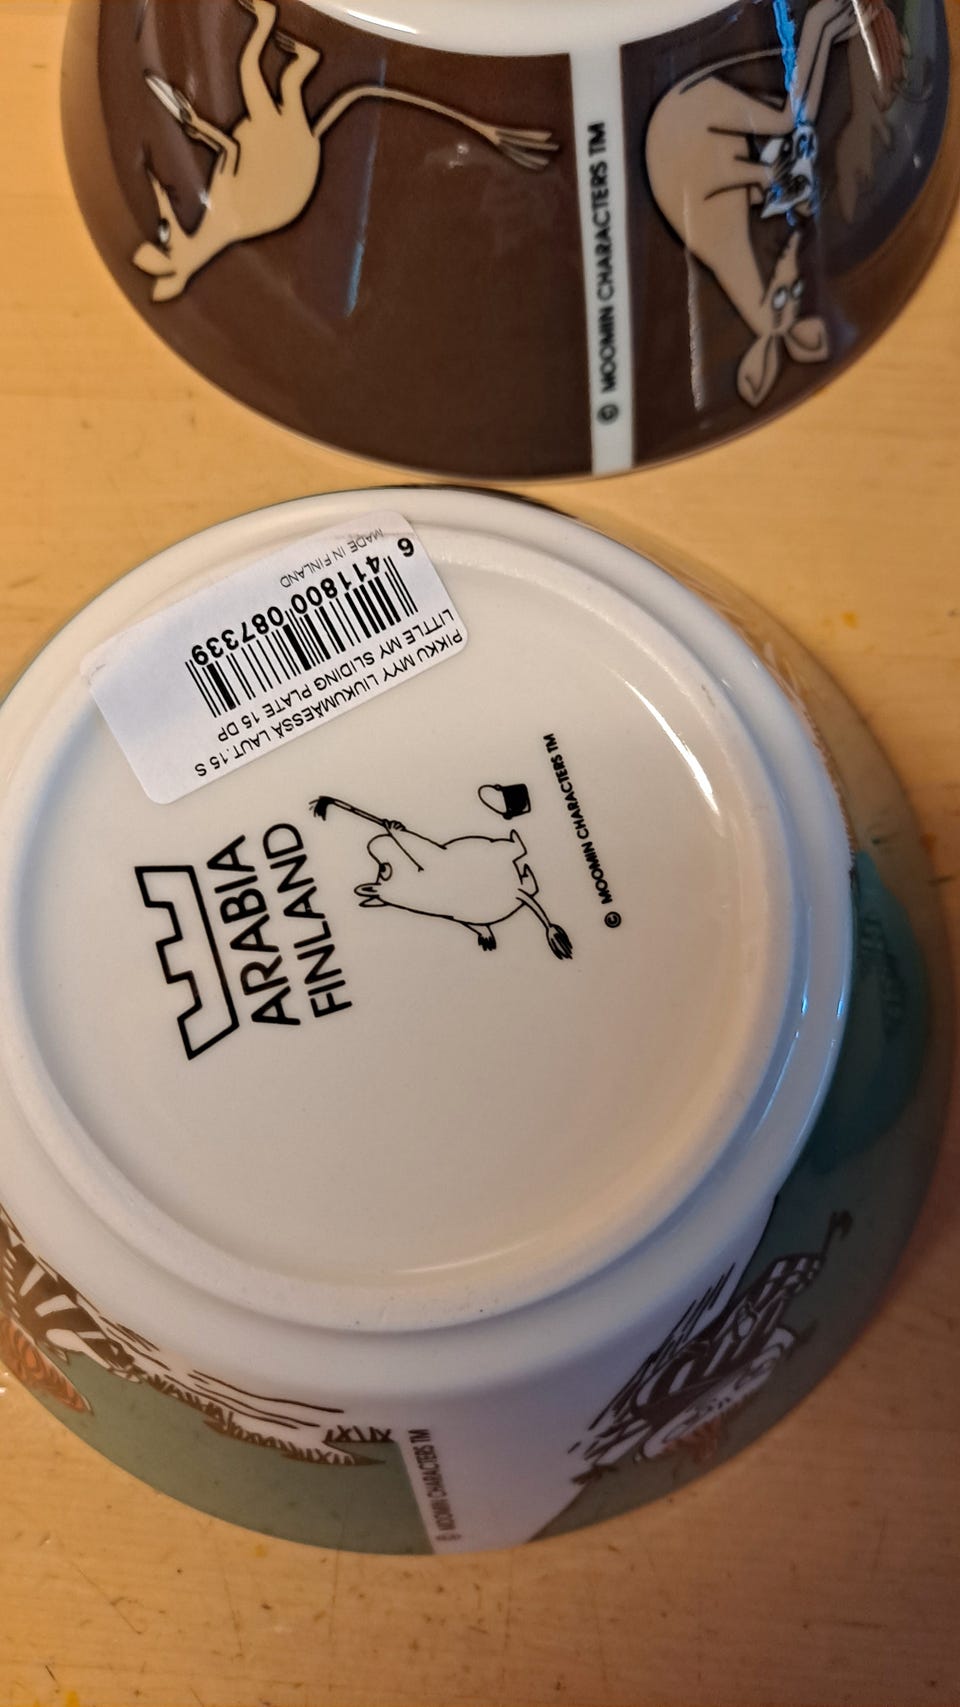 © MOOMIN CHARACTERS TM
PIKKU MYY LIUKUMÄESSÄ LAUT.15 S
LITTLE MY SLIDING PLATE 15 DP
6 411800 087339
MADE IN FINLAND
ARABIA
FINLAND
© MOOMIN CHARACTERS TM
© MOOMIN CHARACTERS TM